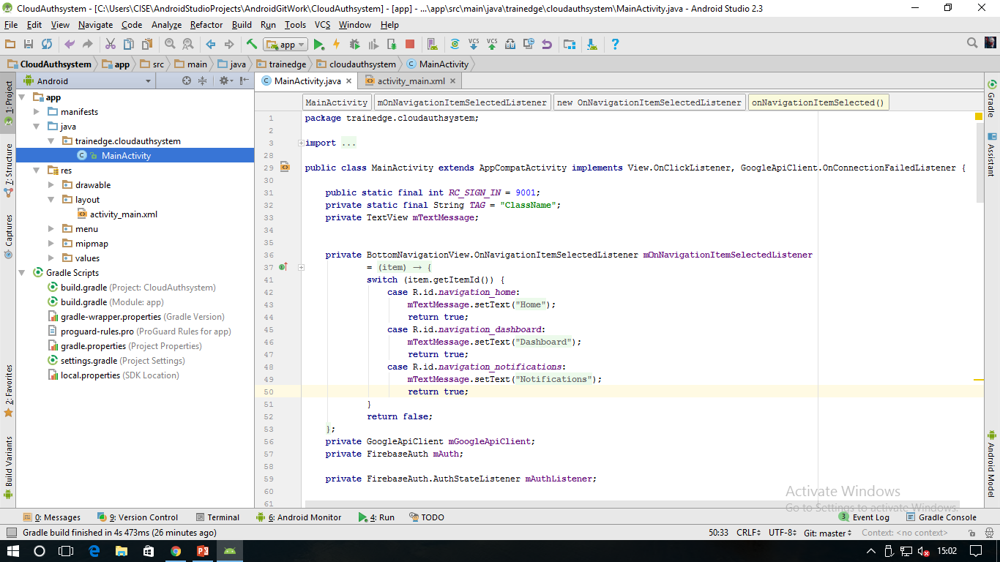 CloudAuthsystem - [C:\Users\CISE\AndroidStudioProjects\AndroidGitWork\CloudAuthsystem] - [app] - ...\app\src\main\java\trainedge\cloudauthsystem\MainActivity.java - Android Studio 2.3
File Edit View Navigate Code Analyze Refactor Build Run Tools VCS Window Help
app
CloudAuthsystem app src main java trainedge cloudauthsystem MainActivity
Android
MainActivity.java activity_main.xml
1: Project
7: Structure
Captures
2: Favorites
Build Variants
app
manifests
java
trainedge.cloudauthsystem
MainActivity
res
drawable
layout
activity_main.xml
menu
mipmap
values
Gradle Scripts
build.gradle (Project: CloudAuthsystem)
build.gradle (Module: app)
gradle-wrapper.properties (Gradle Version)
proguard-rules.pro (ProGuard Rules for app)
gradle.properties (Project Properties)
settings.gradle (Project Settings)
local.properties (SDK Location)
MainActivity mOnNavigationItemSelectedListener new OnNavigationItemSelectedListener onNavigationItemSelected()
1 package trainedge.cloudauthsystem;
2
3 import ...
28
29 public class MainActivity extends AppCompatActivity implements View.OnClickListener, GoogleApiClient.OnConnectionFailedListener {
30
31 public static final int RC_SIGN_IN = 9001;
32 private static final String TAG = "ClassName";
33 private TextView mTextMessage;
34
35
36 private BottomNavigationView.OnNavigationItemSelectedListener mOnNavigationItemSelectedListener
37 = (item) → {
41 switch (item.getItemId()) {
42 case R.id.navigation_home:
43 mTextMessage.setText("Home");
44 return true;
45 case R.id.navigation_dashboard:
46 mTextMessage.setText("Dashboard");
47 return true;
48 case R.id.navigation_notifications:
49 mTextMessage.setText("Notifications");
50 return true;
51 }
52 return false;
53 };
56 private GoogleApiClient mGoogleApiClient;
57 private FirebaseAuth mAuth;
58
59 private FirebaseAuth.AuthStateListener mAuthListener;
60
61
Gradle
Assistant
Android Model
Activate Windows
Go to Settings to activate Windows.
0: Messages 9: Version Control Terminal 6: Android Monitor 4: Run TODO 3 Event Log Gradle Console
Gradle build finished in 4s 473ms (26 minutes ago) 50:33 CRLF UTF-8 Git: master Context: <no context>
15:02